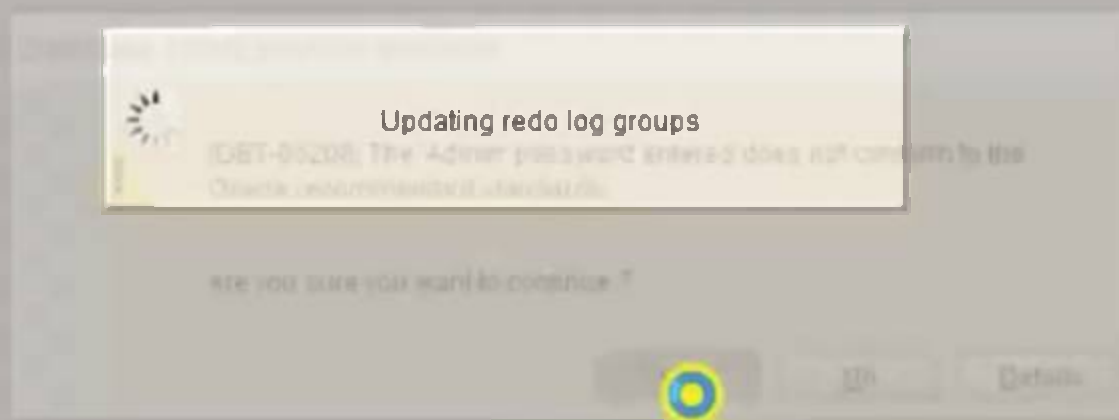 Updating redo log groups
[DBT-06208] The 'Admin' password entered does not conform to the
Oracle recommended standards.
Are you sure you want to continue ?
No
Details